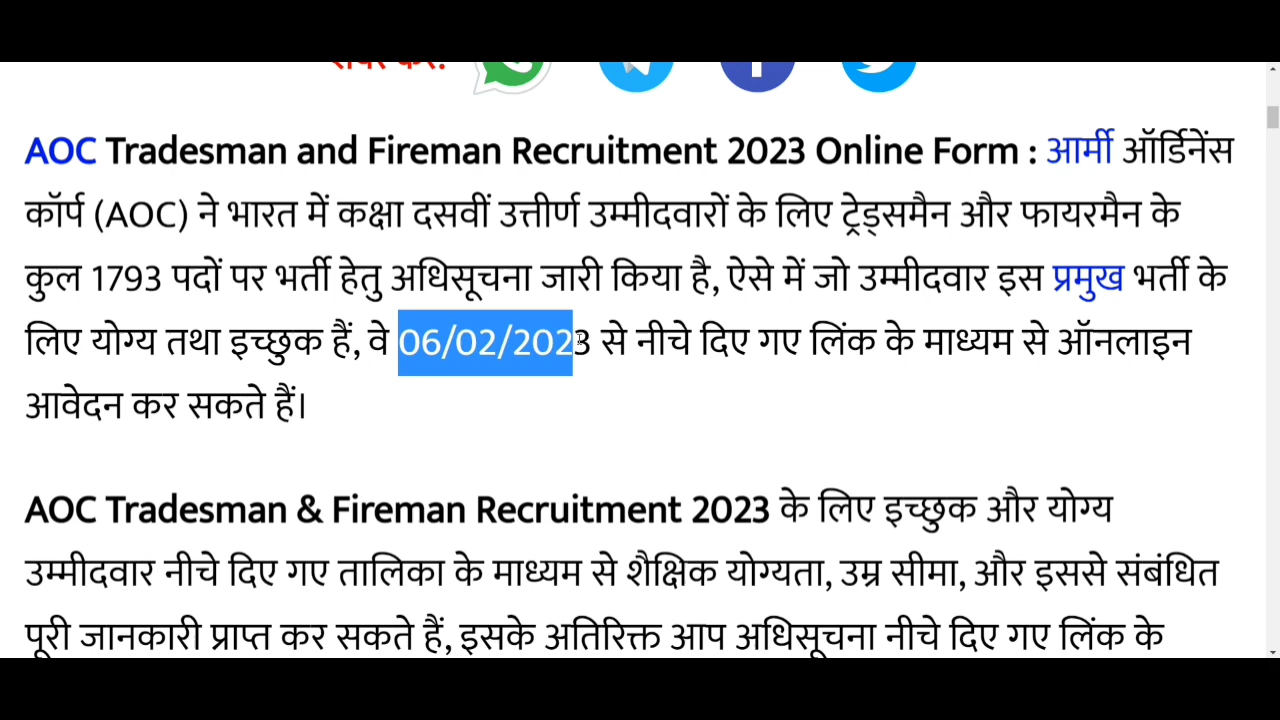 शेयर करें:
AOC Tradesman and Fireman Recruitment 2023 Online Form : आर्मी ऑर्डिनेंस
कॉर्प (AOC) ने भारत में कक्षा दसवीं उत्तीर्ण उम्मीदवारों के लिए ट्रेड्समैन और फायरमैन के
कुल 1793 पदों पर भर्ती हेतु अधिसूचना जारी किया है, ऐसे में जो उम्मीदवार इस प्रमुख भर्ती के
लिए योग्य तथा इच्छुक हैं, वे 06/02/2023 से नीचे दिए गए लिंक के माध्यम से ऑनलाइन
आवेदन कर सकते हैं।
AOC Tradesman & Fireman Recruitment 2023 के लिए इच्छुक और योग्य
उम्मीदवार नीचे दिए गए तालिका के माध्यम से शैक्षिक योग्यता, उम्र सीमा, और इससे संबंधित
पूरी जानकारी प्राप्त कर सकते हैं, इसके अतिरिक्त आप अधिसूचना नीचे दिए गए लिंक के